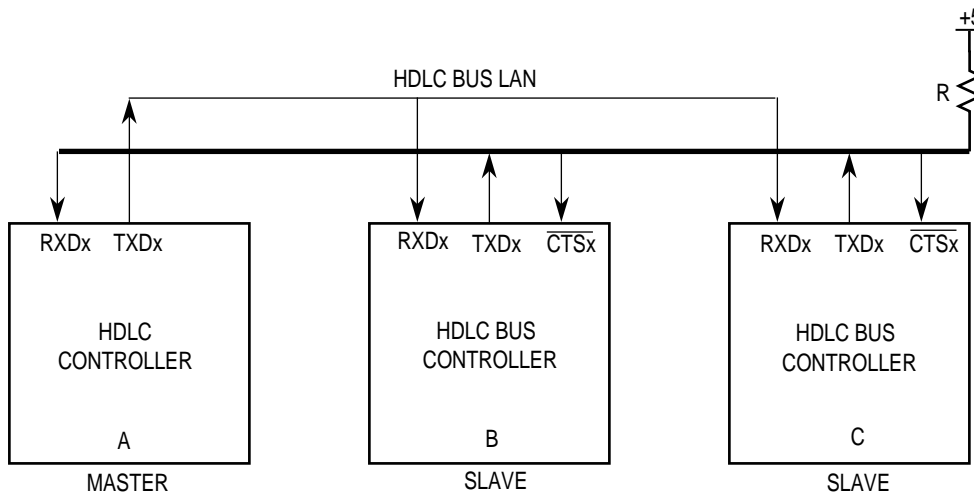 +5
HDLC BUS LAN
R
RXDx TXDx
RXDx TXDx CTSx
RXDx TXDx CTSx
HDLC
CONTROLLER
A
MASTER
HDLC BUS
CONTROLLER
B
SLAVE
HDLC BUS
CONTROLLER
C
SLAVE